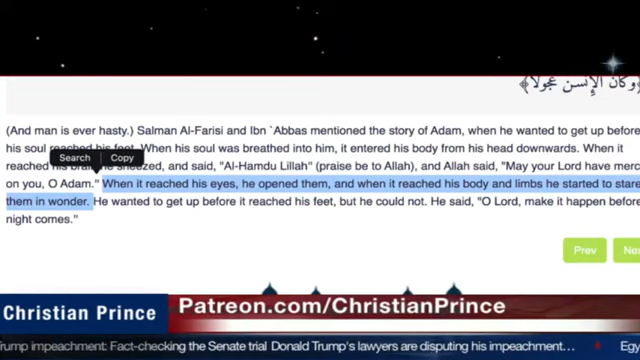 ﴿وَكَانَ الإِنْسَـنُ عَجُولاً﴾
(And man is ever hasty.) Salman Al-Farisi and Ibn `Abbas mentioned the story of Adam, when he wanted to get up before
his soul reached his feet. When his soul was breathed into him, it entered his body from his head downwards. When it
Search Copy
reached his brain he sneezed, and said, "Al-Hamdu Lillah" (praise be to Allah), and Allah said, "May your Lord have merc
on you, O Adam." When it reached his eyes, he opened them, and when it reached his body and limbs he started to stare
them in wonder. He wanted to get up before it reached his feet, but he could not. He said, "O Lord, make it happen before
night comes."
Prev Nex
Christian Prince
Patreon.com/ChristianPrince
Trump impeachment: Fact-checking the Senate trial Donald Trump's lawyers are disputing his impeachment… Egy